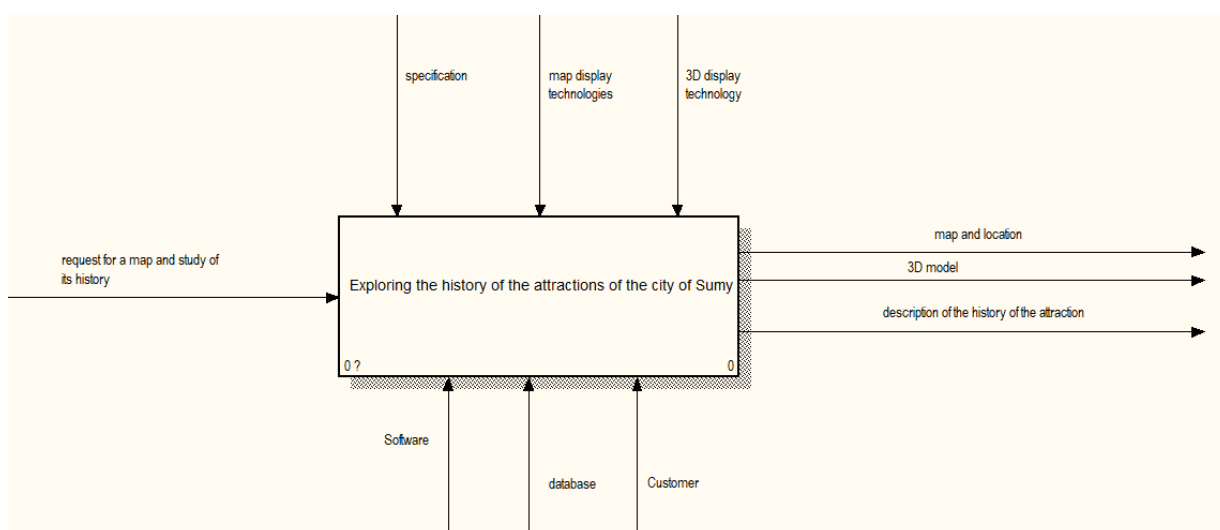 specification
map display
technologies
3D display
technology
request for a map and study of
its history
Exploring the history of the attractions of the city of Sumy
0 ?
0
map and location
3D model
description of the history of the attraction
Software
database
Customer